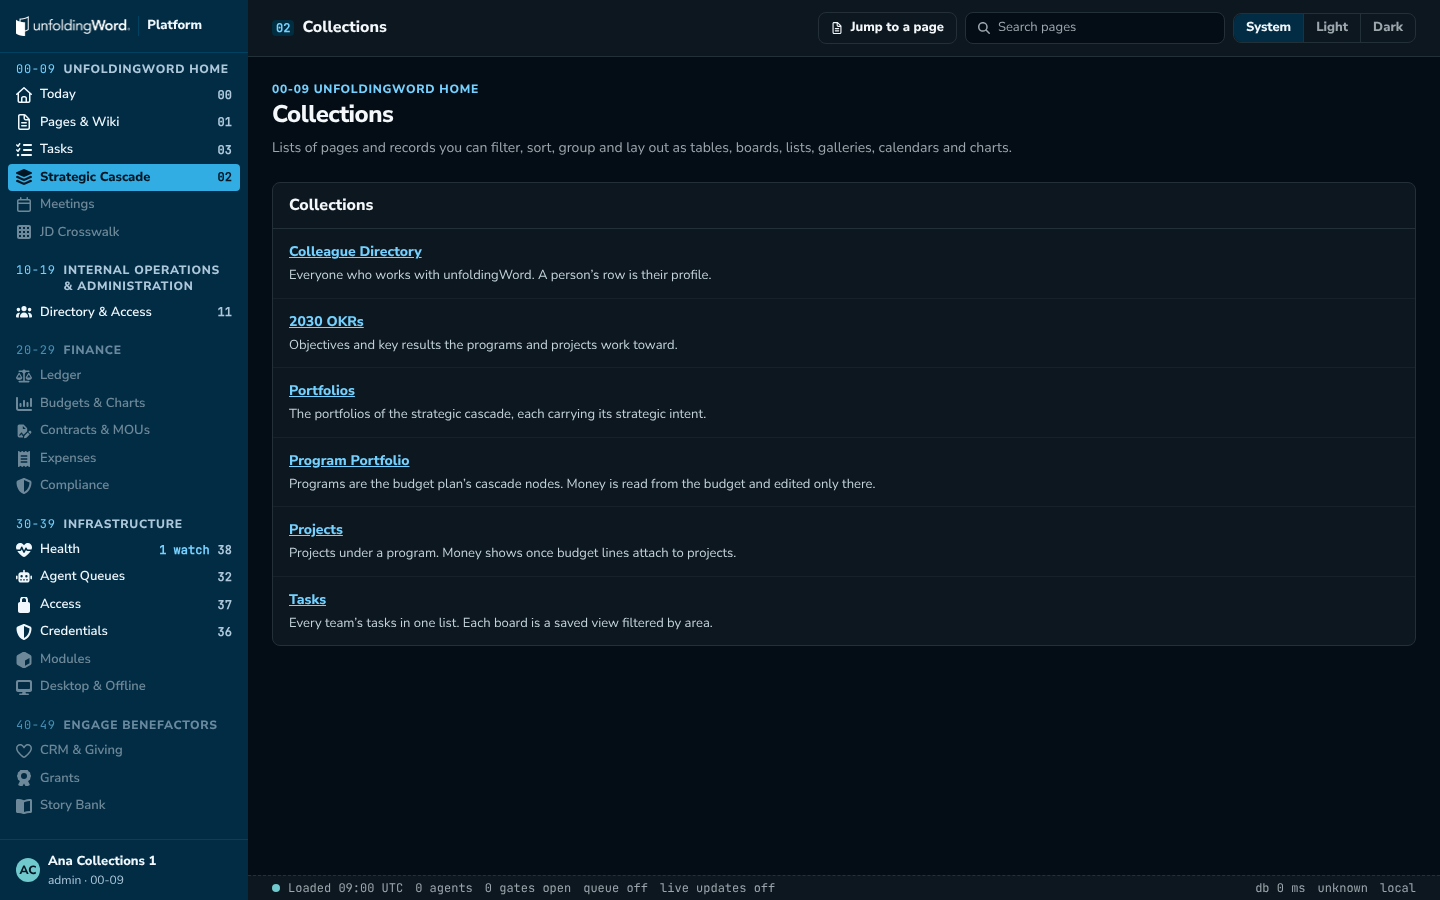 unfoldingWord® Platform
00-09 UNFOLDINGWORD HOME
Today 00
Pages & Wiki 01
Tasks 03
Strategic Cascade 02
Meetings
JD Crosswalk
10-19 INTERNAL OPERATIONS
& ADMINISTRATION
Directory & Access 11
20-29 FINANCE
Ledger
Budgets & Charts
Contracts & MOUs
Expenses
Compliance
30-39 INFRASTRUCTURE
Health 1 watch 38
Agent Queues 32
Access 37
Credentials 36
Modules
Desktop & Offline
40-49 ENGAGE BENEFACTORS
CRM & Giving
Grants
Story Bank
AC Ana Collections 1
admin · 00-09
02 Collections
Jump to a page
Search pages
System Light Dark
00-09 UNFOLDINGWORD HOME
Collections
Lists of pages and records you can filter, sort, group and lay out as tables, boards, lists, galleries, calendars and charts.
Collections
Colleague Directory
Everyone who works with unfoldingWord. A person’s row is their profile.
2030 OKRs
Objectives and key results the programs and projects work toward.
Portfolios
The portfolios of the strategic cascade, each carrying its strategic intent.
Program Portfolio
Programs are the budget plan’s cascade nodes. Money is read from the budget and edited only there.
Projects
Projects under a program. Money shows once budget lines attach to projects.
Tasks
Every team’s tasks in one list. Each board is a saved view filtered by area.
Loaded 09:00 UTC 0 agents 0 gates open queue off live updates off
db 0 ms unknown local